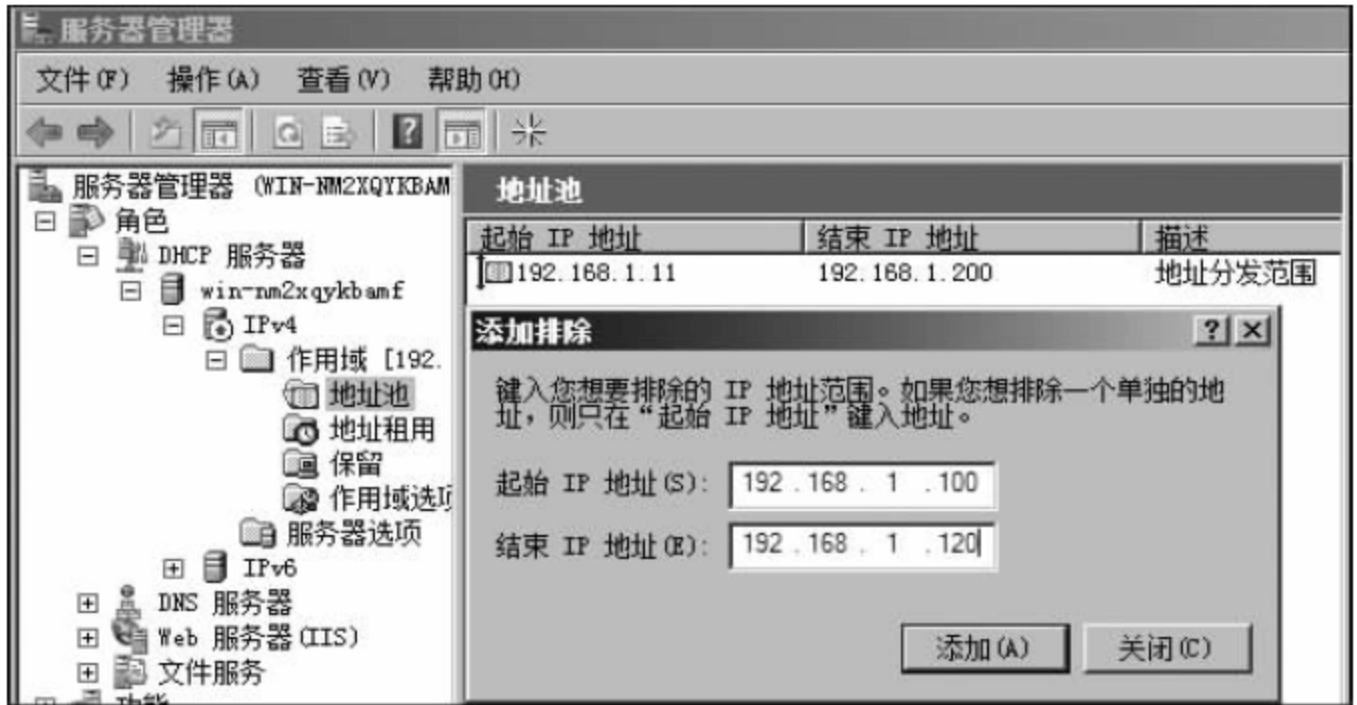 服务器管理器
文件(F) 操作(A) 查看(V) 帮助(H)
服务器管理器 (WIN-NM2XQYKBAM
角色
DHCP 服务器
win-nm2xqykbamf
IPv4
作用域 [192.
地址池
地址租用
保留
作用域选项
服务器选项
IPv6
DNS 服务器
Web 服务器(IIS)
文件服务
功能
地址池
起始 IP 地址 结束 IP 地址 描述
192.168.1.11 192.168.1.200 地址分发范围
添加排除
键入您想要排除的 IP 地址范围。如果您想排除一个单独的地
址，则只在“起始 IP 地址”键入地址。
起始 IP 地址(S): 192 .168 . 1 .100
结束 IP 地址(E): 192 .168 . 1 .120
添加(A) 关闭(C)